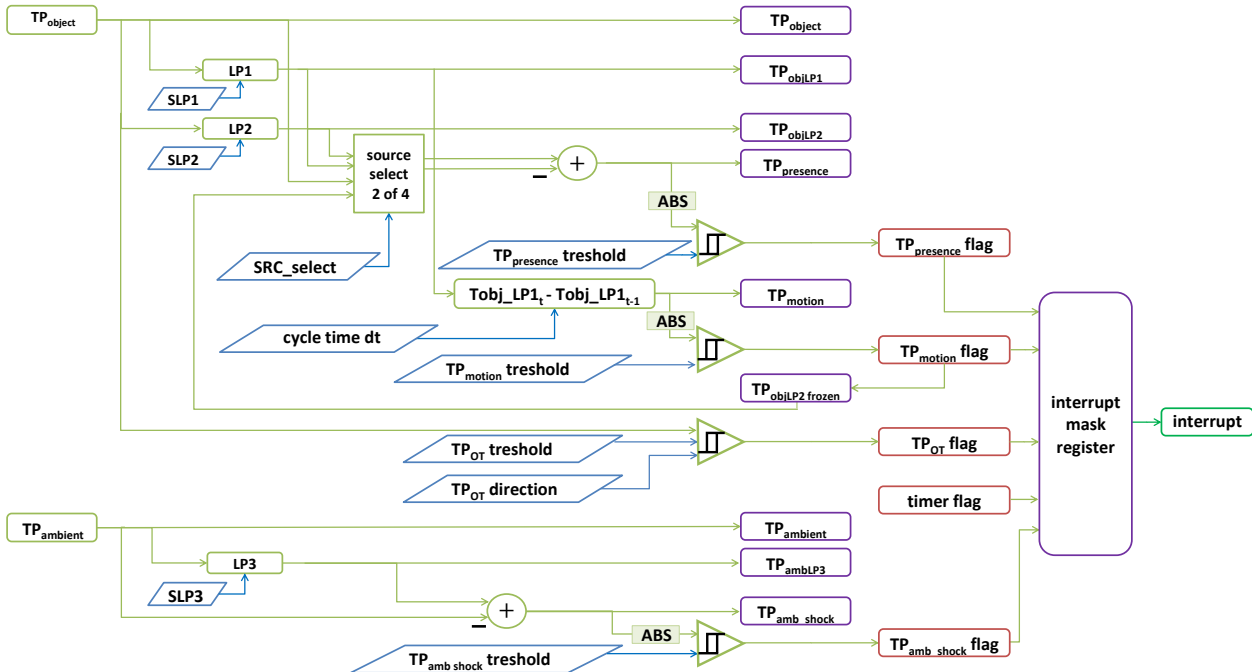 TPobject
TPobject
LP1
TPobjLP1
SLP1
LP2
TPobjLP2
SLP2
source
select
2 of 4
+
−
TPpresence
ABS
TPpresence treshold
TPpresence flag
SRC_select
Tobj_LP1t - Tobj_LP1t-1
TPmotion
ABS
cycle time dt
TPmotion treshold
TPmotion flag
TPobjLP2 frozen
interrupt
mask
register
interrupt
TPOT treshold
TPOT flag
TPOT direction
timer flag
TPambient
TPambient
LP3
TPambLP3
SLP3
+
−
TPamb_shock
ABS
TPamb shock treshold
TPamb_shock flag